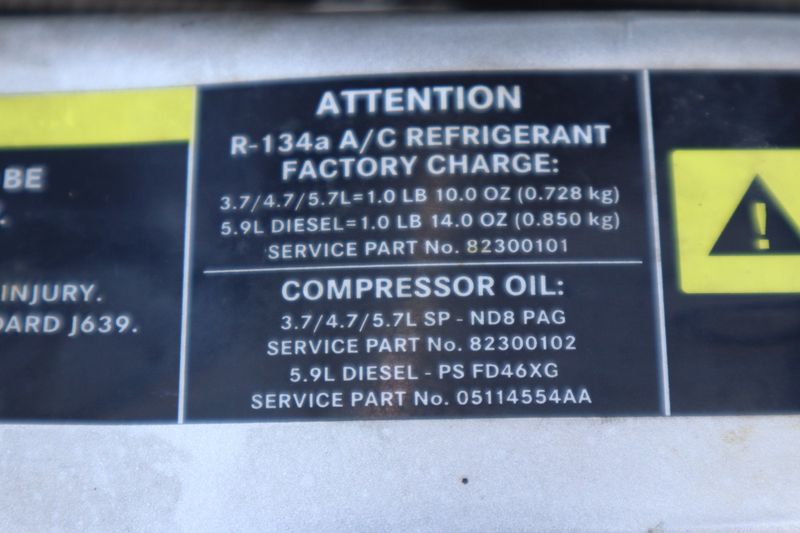 BE
ATTENTION
R-134a A/C REFRIGERANT
FACTORY CHARGE:
3.7/4.7/5.7L=1.0 LB 10.0 OZ (0.728 kg)
5.9L DIESEL=1.0 LB 14.0 OZ (0.850 kg)
SERVICE PART No. 82300101
COMPRESSOR OIL:
3.7/4.7/5.7L SP - ND8 PAG
SERVICE PART No. 82300102
5.9L DIESEL - PS FD46XG
SERVICE PART No. 05114554AA
INJURY.
J639.
!